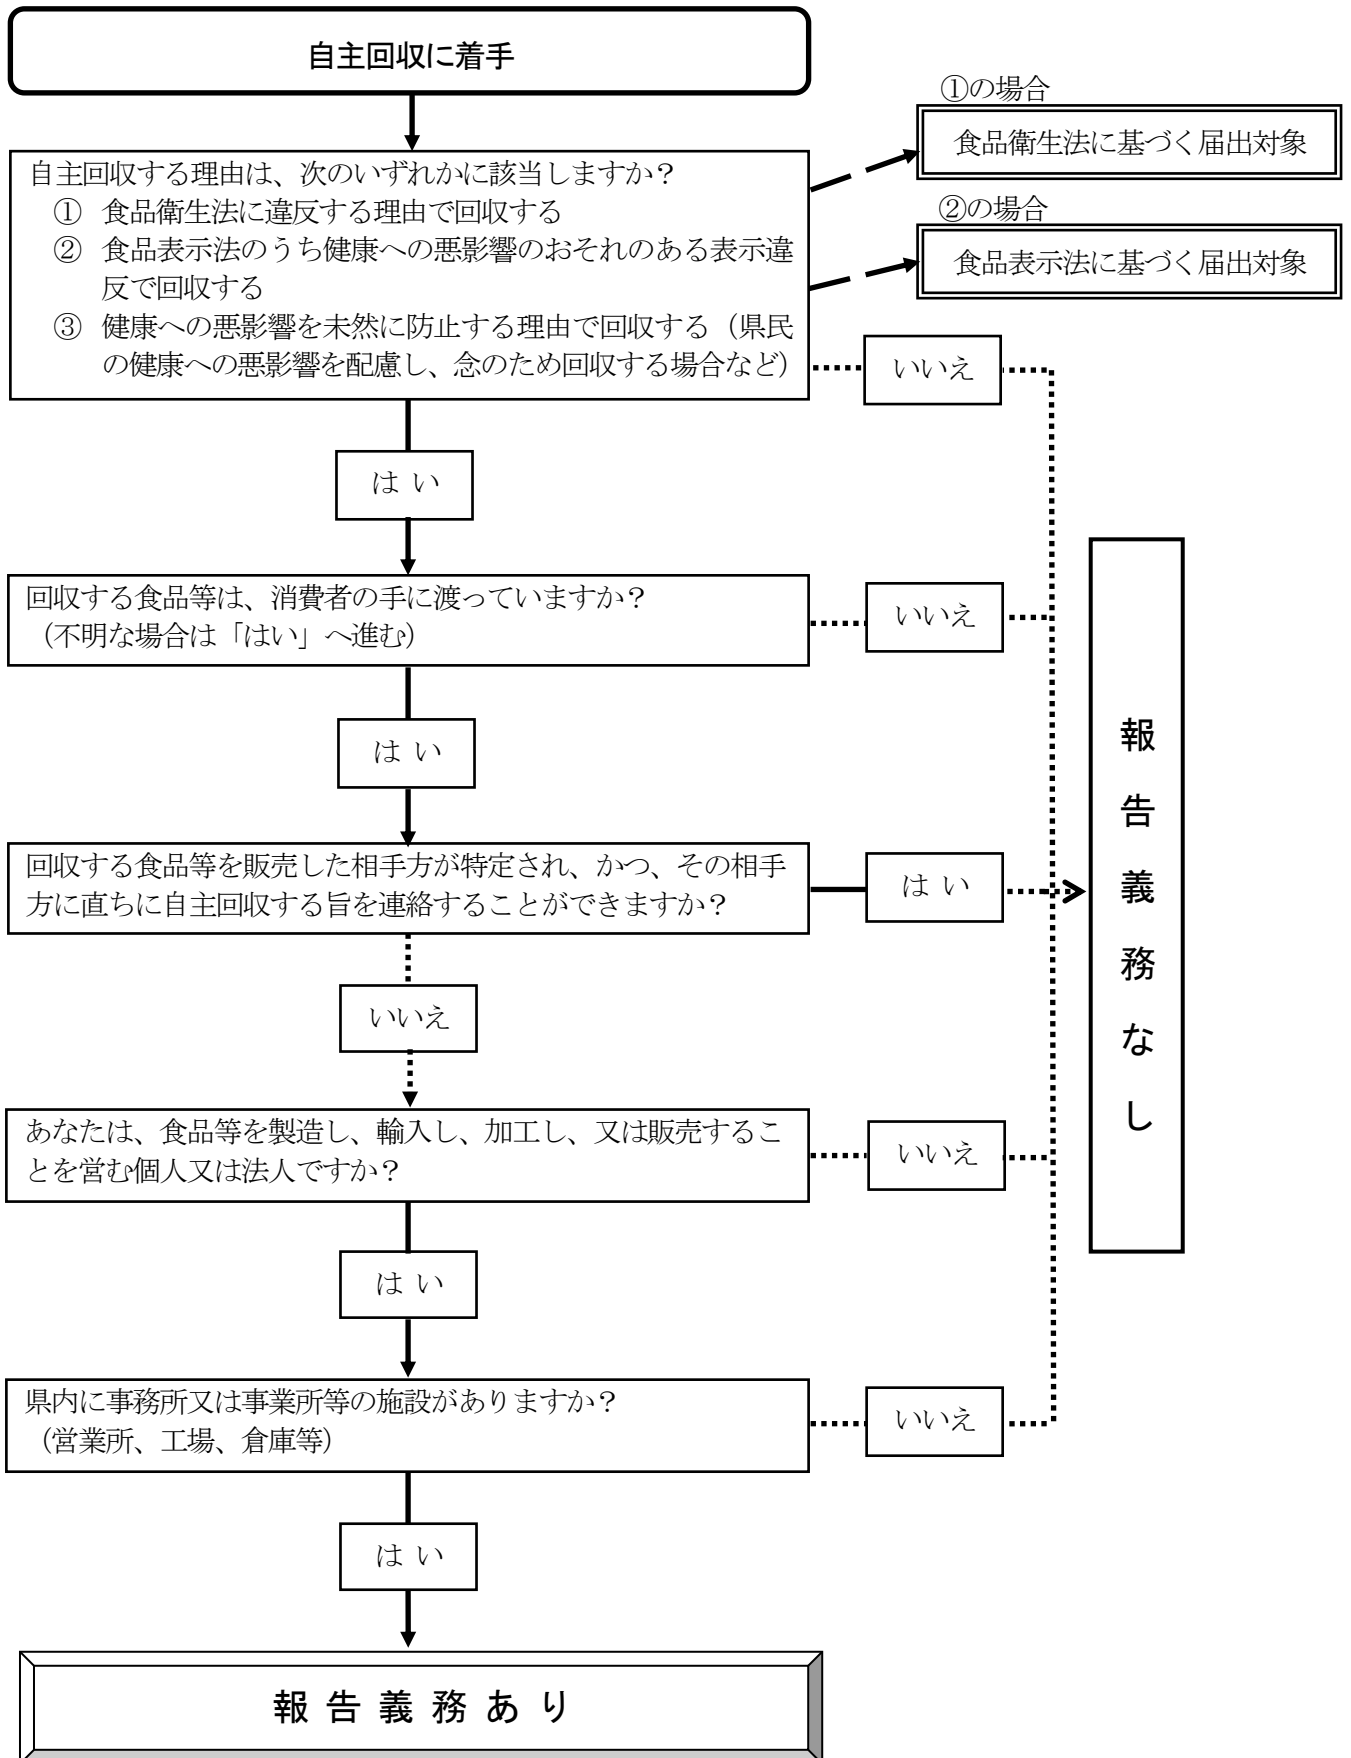 自主回収に着手
①の場合
食品衛生法に基づく届出対象
自主回収する理由は、次のいずれかに該当しますか？
① 食品衛生法に違反する理由で回収する
② 食品表示法のうち健康への悪影響のおそれのある表示違
反で回収する
③ 健康への悪影響を未然に防止する理由で回収する（県民
の健康への悪影響を配慮し、念のため回収する場合など）
②の場合
食品表示法に基づく届出対象
いいえ
はい
回収する食品等は、消費者の手に渡っていますか？
（不明な場合は「はい」へ進む）
いいえ
はい
回収する食品等を販売した相手方が特定され、かつ、その相手
方に直ちに自主回収する旨を連絡することができますか？
はい
報告義務なし
いいえ
あなたは、食品等を製造し、輸入し、加工し、又は販売するこ
とを営む個人又は法人ですか？
いいえ
はい
県内に事務所又は事業所等の施設がありますか？
（営業所、工場、倉庫等）
いいえ
はい
報告義務あり